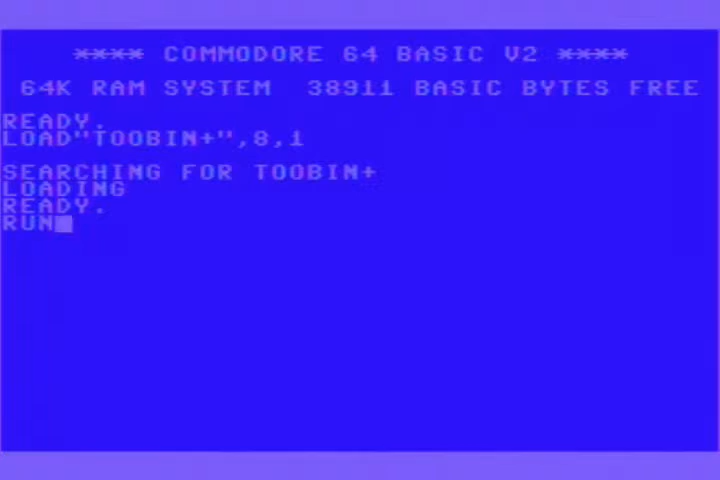 **** COMMODORE 64 BASIC V2 ****
64K RAM SYSTEM  38911 BASIC BYTES FREE
READY.
LOAD"TOOBIN+",8,1
SEARCHING FOR TOOBIN+
LOADING
READY.
RUN